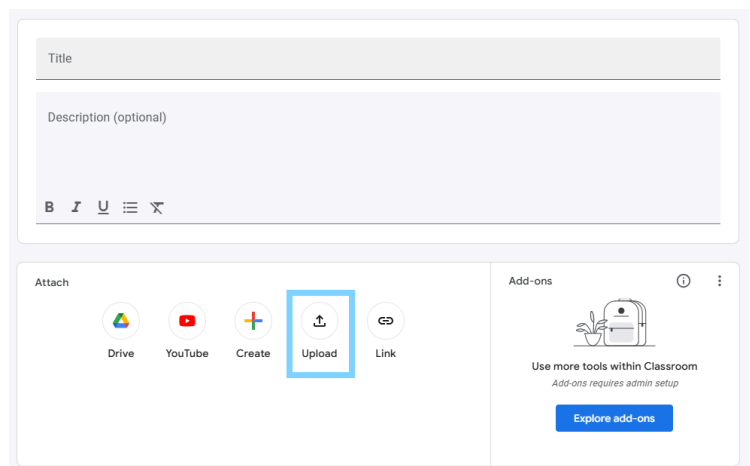 Title
Description (optional)
B I U
Attach
Drive YouTube Create Upload Link
Add-ons
Use more tools within Classroom
Add-ons requires admin setup
Explore add-ons